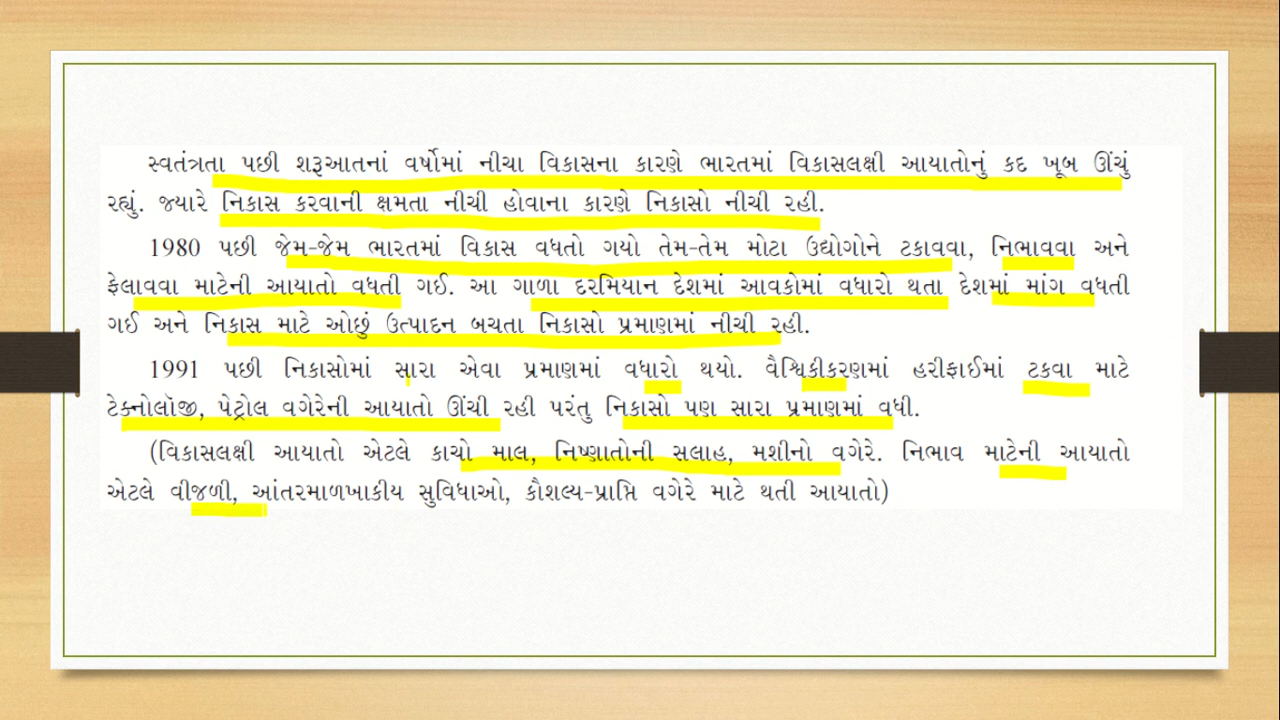 સ્વતંત્રતા પછી શરૂઆતનાં વર્ષોમાં નીચા વિકાસના કારણે ભારતમાં વિકાસલક્ષી આયાતોનું કદ ખૂબ ઊંચું
રહ્યું. જ્યારે નિકાસ કરવાની ક્ષમતા નીચી હોવાના કારણે નિકાસો નીચી રહી.
1980 પછી જેમ-જેમ ભારતમાં વિકાસ વધતો ગયો તેમ-તેમ મોટા ઉદ્યોગોને ટકાવવા, નિભાવવા અને
ફેલાવવા માટેની આયાતો વધતી ગઈ. આ ગાળા દરમિયાન દેશમાં આવકોમાં વધારો થતા દેશમાં માંગ વધતી
ગઈ અને નિકાસ માટે ઓછું ઉત્પાદન બચતા નિકાસો પ્રમાણમાં નીચી રહી.
1991 પછી નિકાસોમાં સારા એવા પ્રમાણમાં વધારો થયો. વૈશ્વિકીકરણમાં હરીફાઈમાં ટકવા માટે
ટેક્નોલૉજી, પેટ્રોલ વગેરેની આયાતો ઊંચી રહી પરંતુ નિકાસો પણ સારા પ્રમાણમાં વધી.
(વિકાસલક્ષી આયાતો એટલે કાચો માલ, નિષ્ણાતોની સલાહ, મશીનો વગેરે. નિભાવ માટેની આયાતો
એટલે વીજળી, આંતરમાળખાકીય સુવિધાઓ, કૌશલ્ય-પ્રાપ્તિ વગેરે માટે થતી આયાતો)